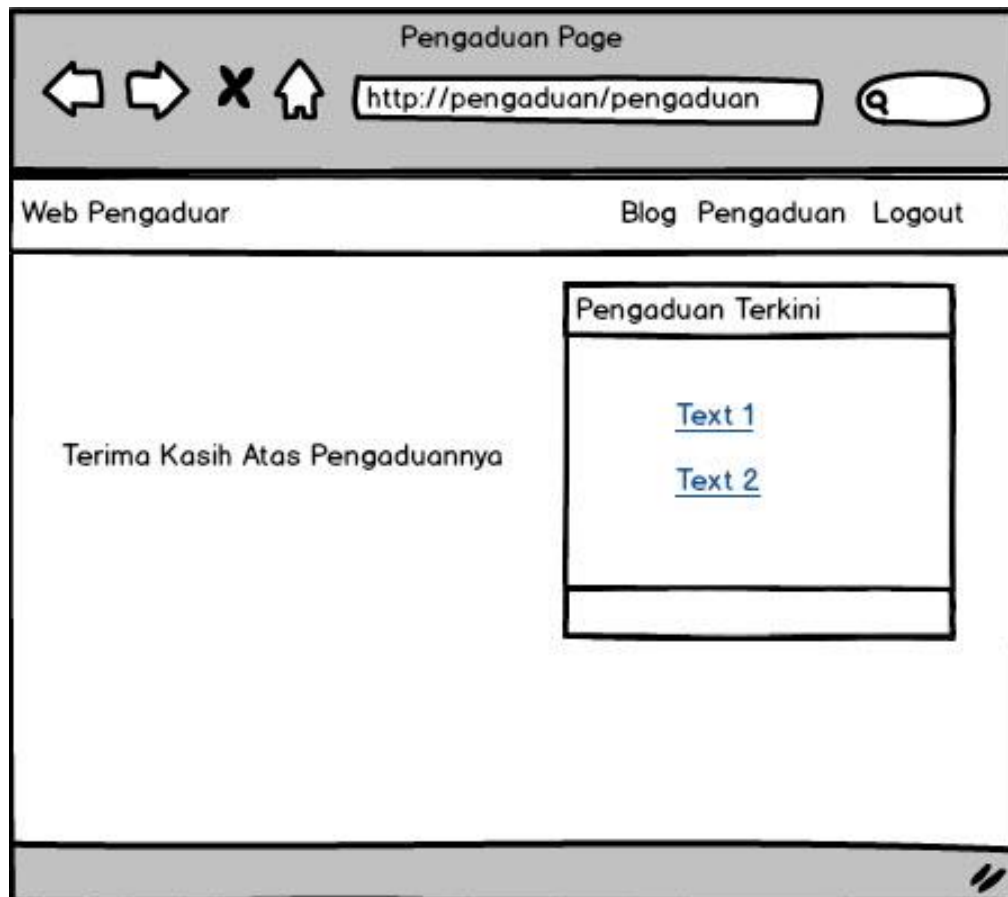 Pengaduan Page
http://pengaduan/pengaduan
Web Pengaduar
Blog Pengaduan Logout
Pengaduan Terkini
Text 1
Terima Kasih Atas Pengaduannya
Text 2